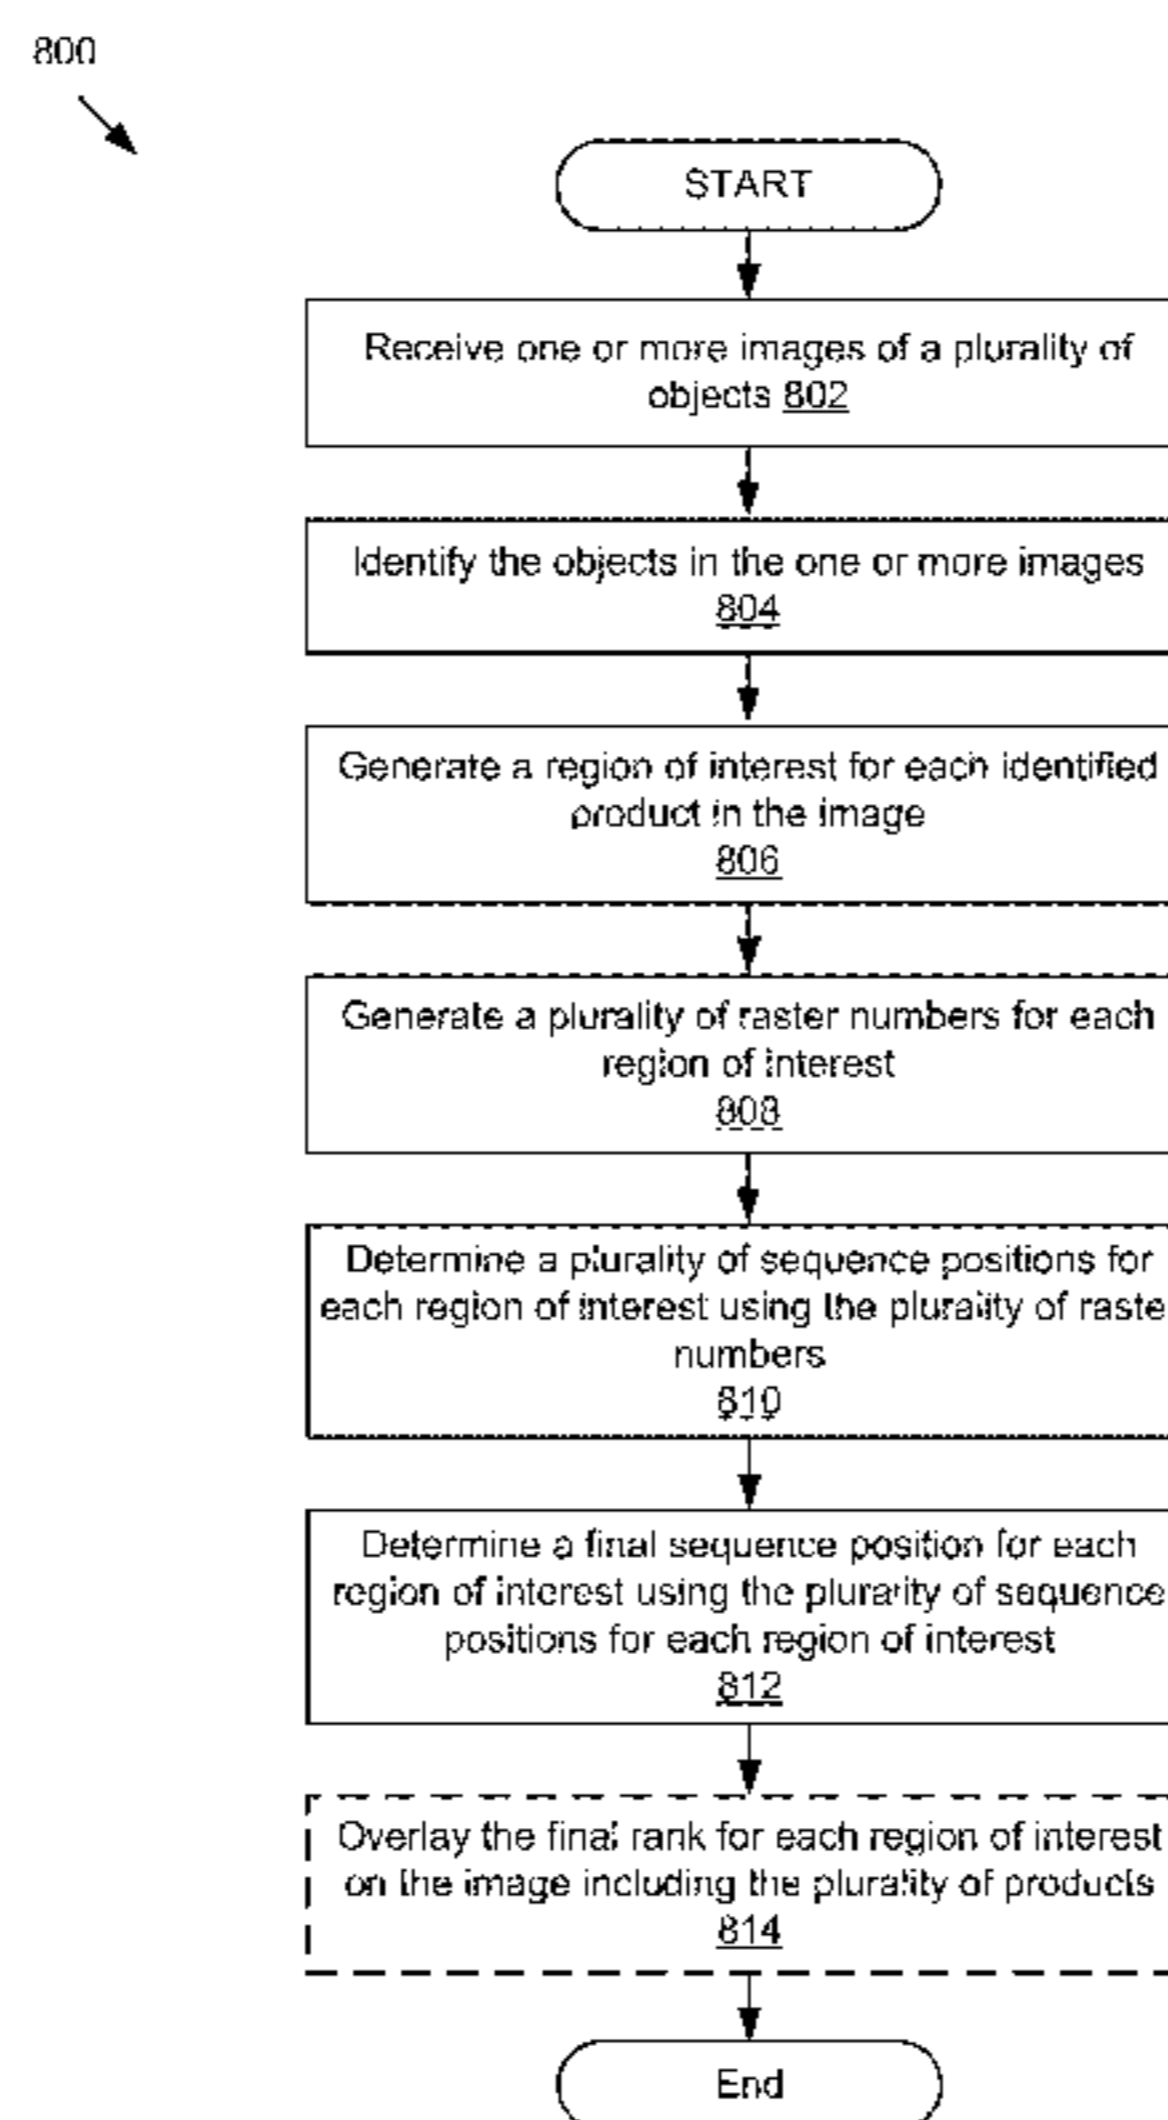 800
START
Receive one or more images of a plurality of
objects 802
Identify the objects in the one or more images
804
Generate a region of interest for each identified
product in the image
806
Generate a plurality of raster numbers for each
region of interest
808
Determine a plurality of sequence positions for
each region of interest using the plurality of raste
numbers
810
Determine a final sequence position for each
region of interest using the plurality of sequence
positions for each region of interest
812
Overlay the final rank for each region of interest
on the image including the plurality of products
814
End